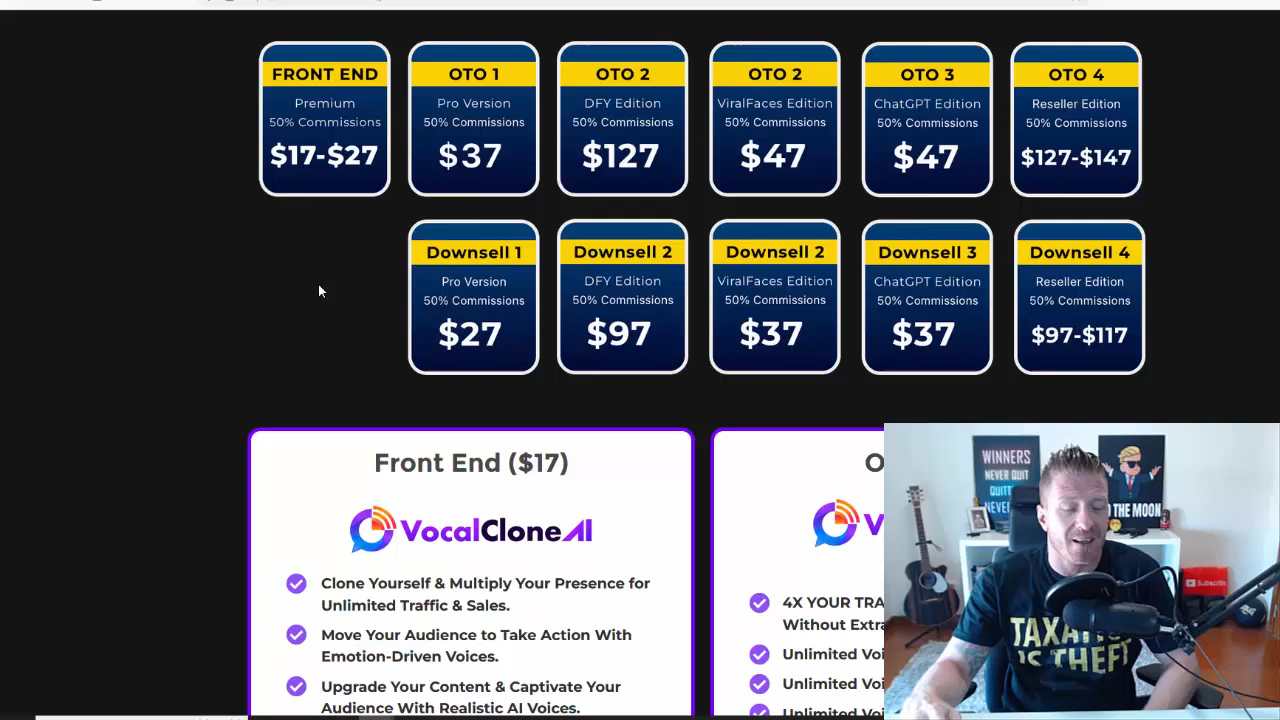 FRONT END
Premium
50% Commissions
$17-$27
OTO 1
Pro Version
50% Commissions
$37
OTO 2
DFY Edition
50% Commissions
$127
OTO 2
ViralFaces Edition
50% Commissions
$47
OTO 3
ChatGPT Edition
50% Commissions
$47
OTO 4
Reseller Edition
50% Commissions
$127-$147
Downsell 1
Pro Version
50% Commissions
$27
Downsell 2
DFY Edition
50% Commissions
$97
Downsell 2
ViralFaces Edition
50% Commissions
$37
Downsell 3
ChatGPT Edition
50% Commissions
$37
Downsell 4
Reseller Edition
50% Commissions
$97-$117
Front End ($17)
VocalCloneAI
Clone Yourself & Multiply Your Presence for
Unlimited Traffic & Sales.
Move Your Audience to Take Action With
Emotion-Driven Voices.
Upgrade Your Content & Captivate Your
Audience With Realistic AI Voices.
O
V
4X YOUR TRA
Without Extra
Unlimited Voi
Unlimited Voi
Unlimited Voi
WINNERS
NEVER QUIT
THE MOON
IS THEFT